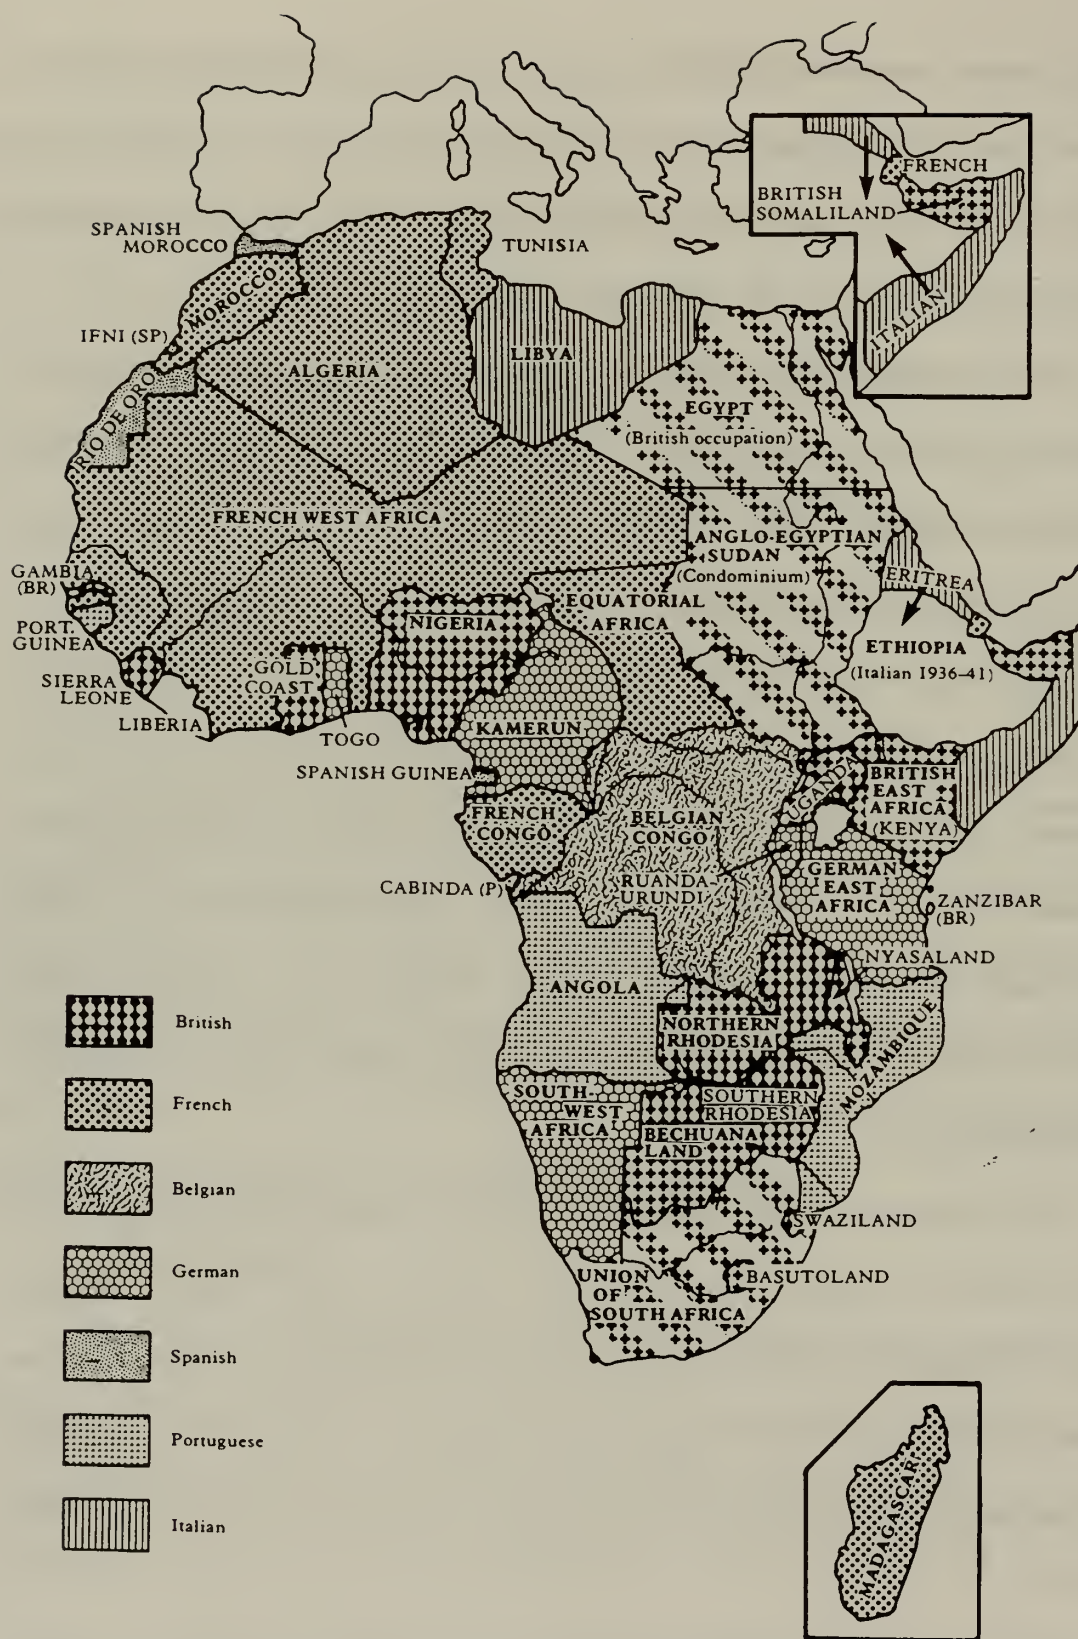 FRENCH
BRITISH
SOMALILAND
ITALIAN
SPANISH
MOROCCO
TUNISIA
MOROCCO
IFNI (SP)
ALGERIA
LIBYA
RIO DE ORO
EGYPT
(British occupation)
FRENCH WEST AFRICA
ANGLO-EGYPTIAN
SUDAN
(Condominium)
ERITREA
GAMBIA
(BR)
PORT.
GUINEA
NIGERIA
EQUATORIAL
AFRICA
ETHIOPIA
(Italian 1936–41)
SIERRA
LEONE
GOLD
COAST
LIBERIA
TOGO
KAMERUN
SPANISH GUINEA
UGANDA
BRITISH
EAST
AFRICA
(KENYA)
FRENCH
CONGO
BELGIAN
CONGO
CABINDA (P)
RUANDA-
URUNDI
GERMAN
EAST
AFRICA
ZANZIBAR
(BR)
NYASALAND
ANGOLA
NORTHERN
RHODESIA
MOZAMBIQUE
SOUTH-
WEST
AFRICA
SOUTHERN
RHODESIA
BECHUANA
LAND
SWAZILAND
UNION
OF
SOUTH AFRICA
BASUTOLAND
British
French
Belgian
German
Spanish
Portuguese
Italian
MADAGASCAR